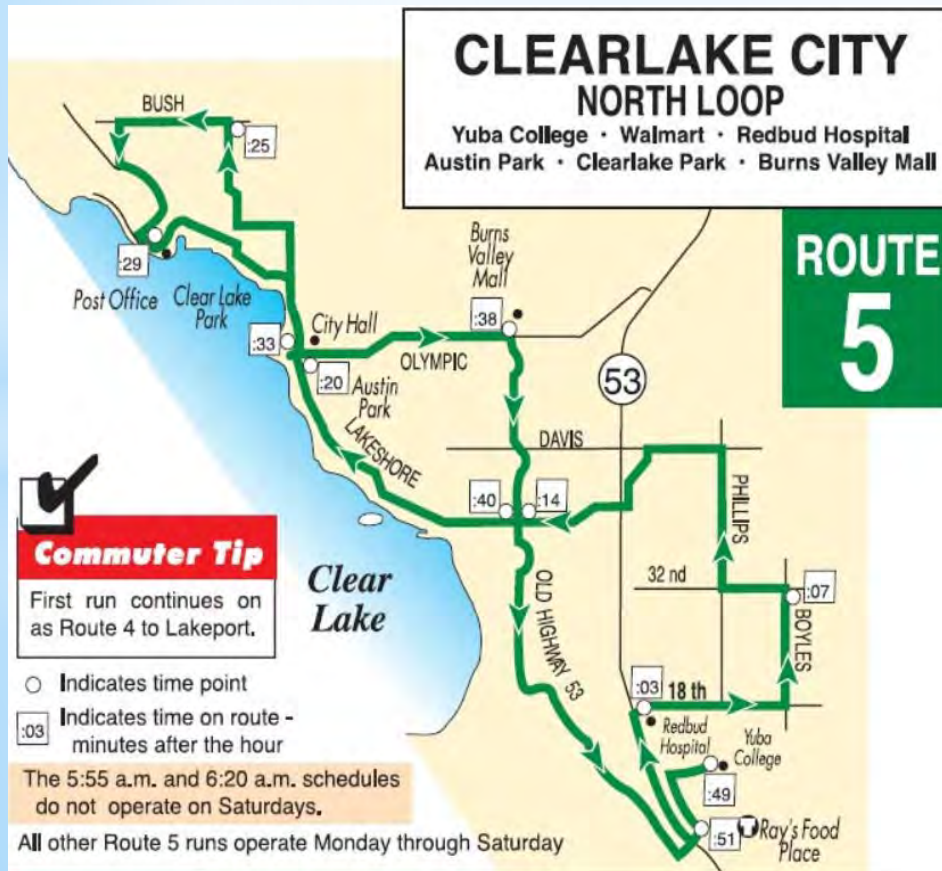 CLEARLAKE CITY
NORTH LOOP
Yuba College · Walmart · Redbud Hospital
Austin Park · Clearlake Park · Burns Valley Mall
ROUTE
5
BUSH
:25
:29
Post Office
Clear Lake
Park
:33
City Hall
:20
Austin
Park
Burns
Valley
Mall
:38
OLYMPIC
53
LAKESHORE
DAVIS
:40
:14
PHILLIPS
32 nd
:07
BOYLES
OLD HIGHWAY 53
:03
18 th
Redbud
Hospital
Yuba
College
:49
:51
Ray's Food
Place
Clear
Lake
Commuter Tip
First run continues on
as Route 4 to Lakeport.
Indicates time point
:03
Indicates time on route -
minutes after the hour
The 5:55 a.m. and 6:20 a.m. schedules
do not operate on Saturdays.
All other Route 5 runs operate Monday through Saturday